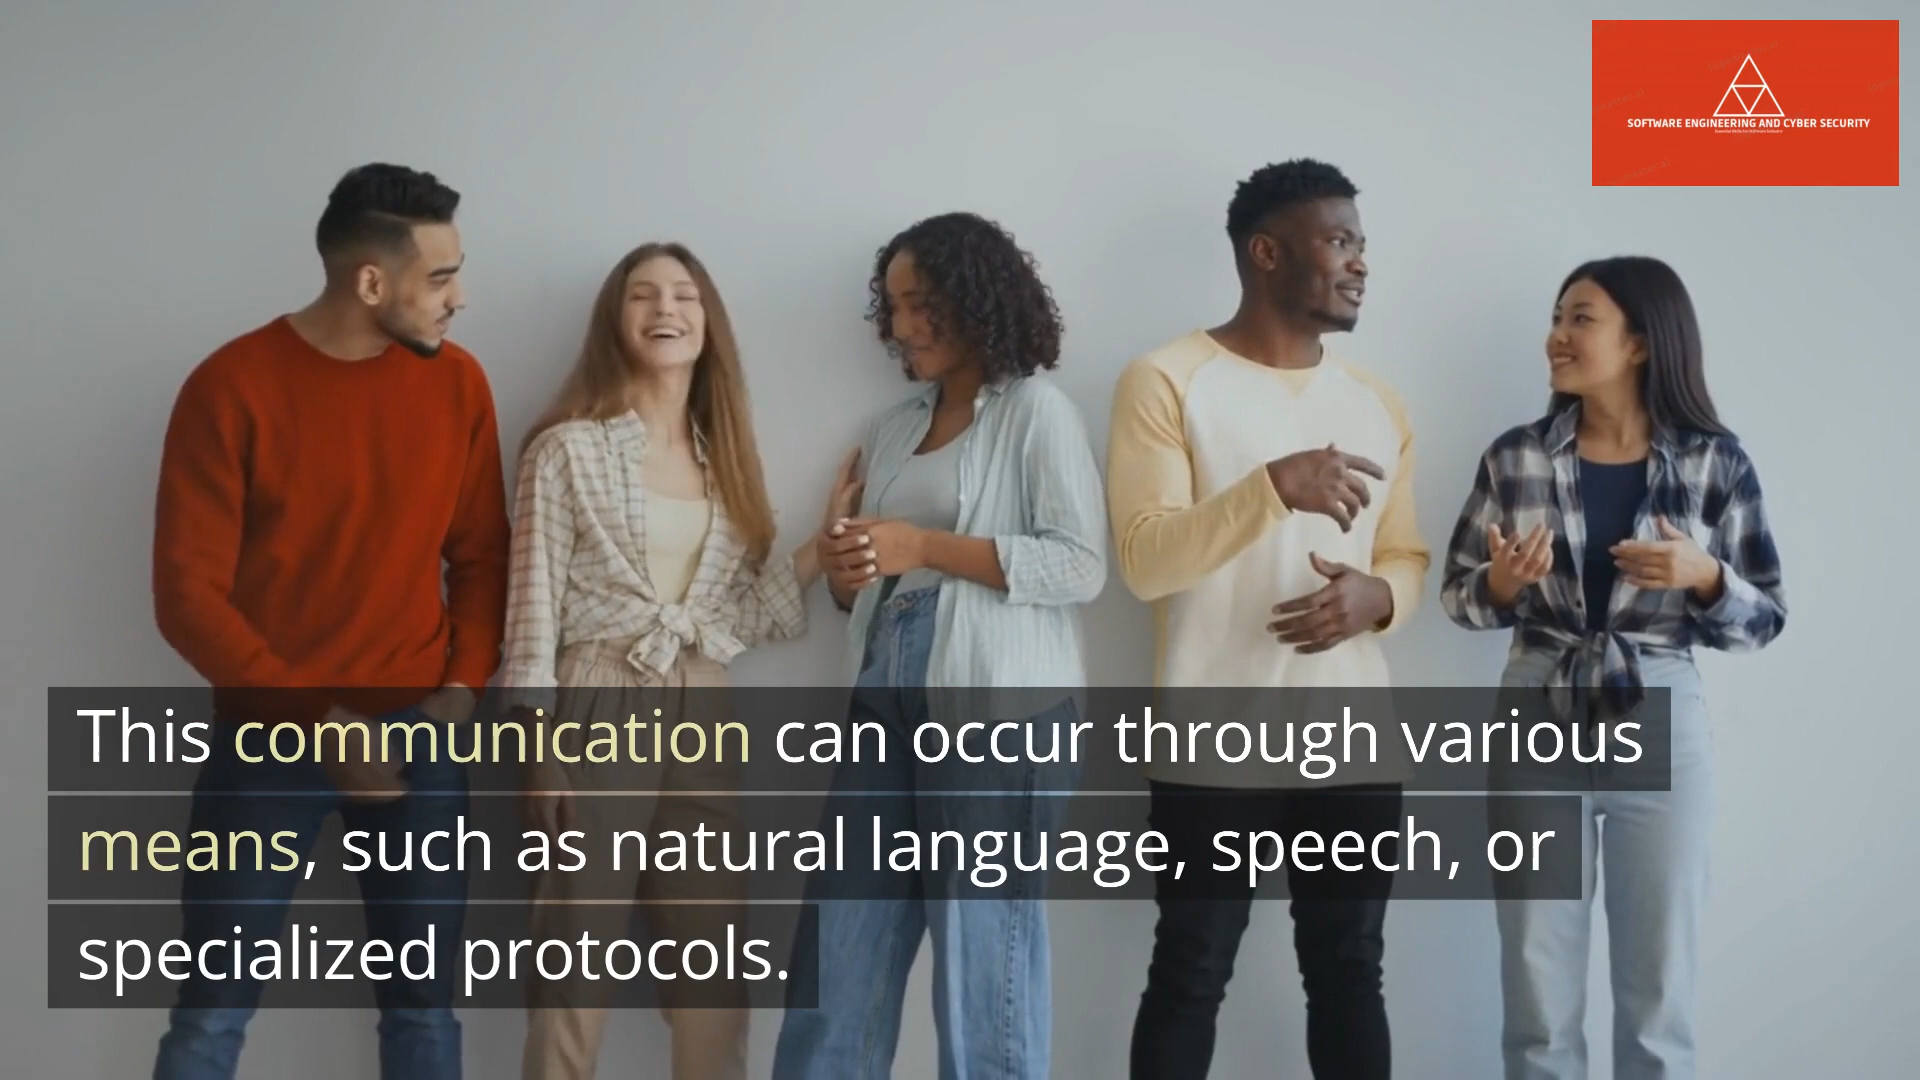 SOFTWARE ENGINEERING AND CYBER SECURITY
This communication can occur through various
means, such as natural language, speech, or
specialized protocols.